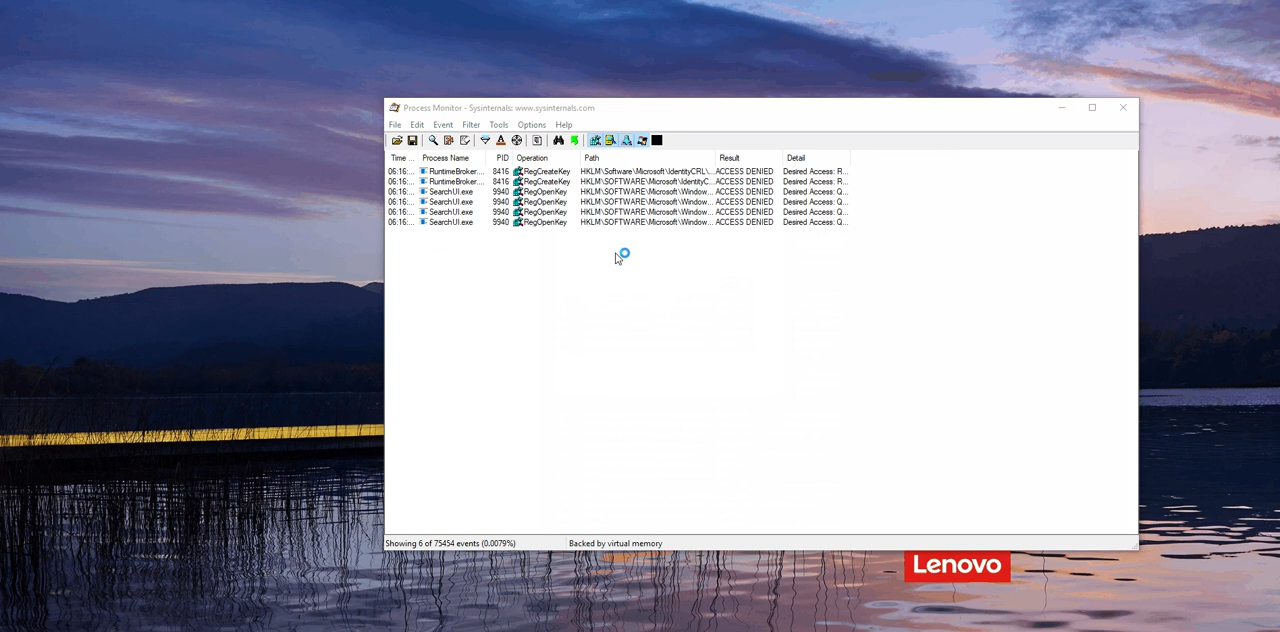 Process Monitor - Sysinternals: www.sysinternals.com
File Edit Event Filter Tools Options Help
Time ... Process Name PID Operation Path Result Detail
06:16:... RuntimeBroker.... 8416 RegCreateKey HKLM\Software\Microsoft\IdentityCRL\... ACCESS DENIED Desired Access: R...
06:16:... RuntimeBroker.... 8416 RegCreateKey HKLM\SOFTWARE\Microsoft\IdentityC... ACCESS DENIED Desired Access: R...
06:16:... SearchUI.exe 9940 RegOpenKey HKLM\SOFTWARE\Microsoft\Window... ACCESS DENIED Desired Access: Q...
06:16:... SearchUI.exe 9940 RegOpenKey HKLM\SOFTWARE\Microsoft\Window... ACCESS DENIED Desired Access: Q...
06:16:... SearchUI.exe 9940 RegOpenKey HKLM\SOFTWARE\Microsoft\Window... ACCESS DENIED Desired Access: Q...
06:16:... SearchUI.exe 9940 RegOpenKey HKLM\SOFTWARE\Microsoft\Window... ACCESS DENIED Desired Access: Q...
Showing 6 of 75454 events (0.0079%) Backed by virtual memory
Lenovo